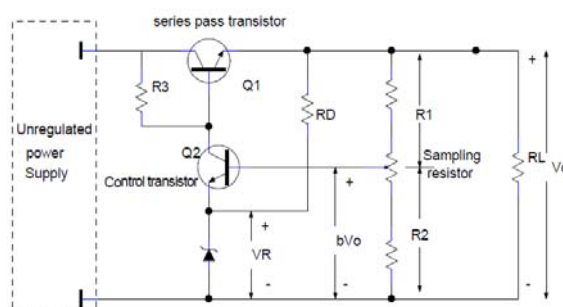 series pass transistor
R3
Q1
RD
R1
Unregulated
power
Supply
Q2
Control transistor
Sampling
resistor
RL
+
+
+
VR
bVo
R2
-
-
-